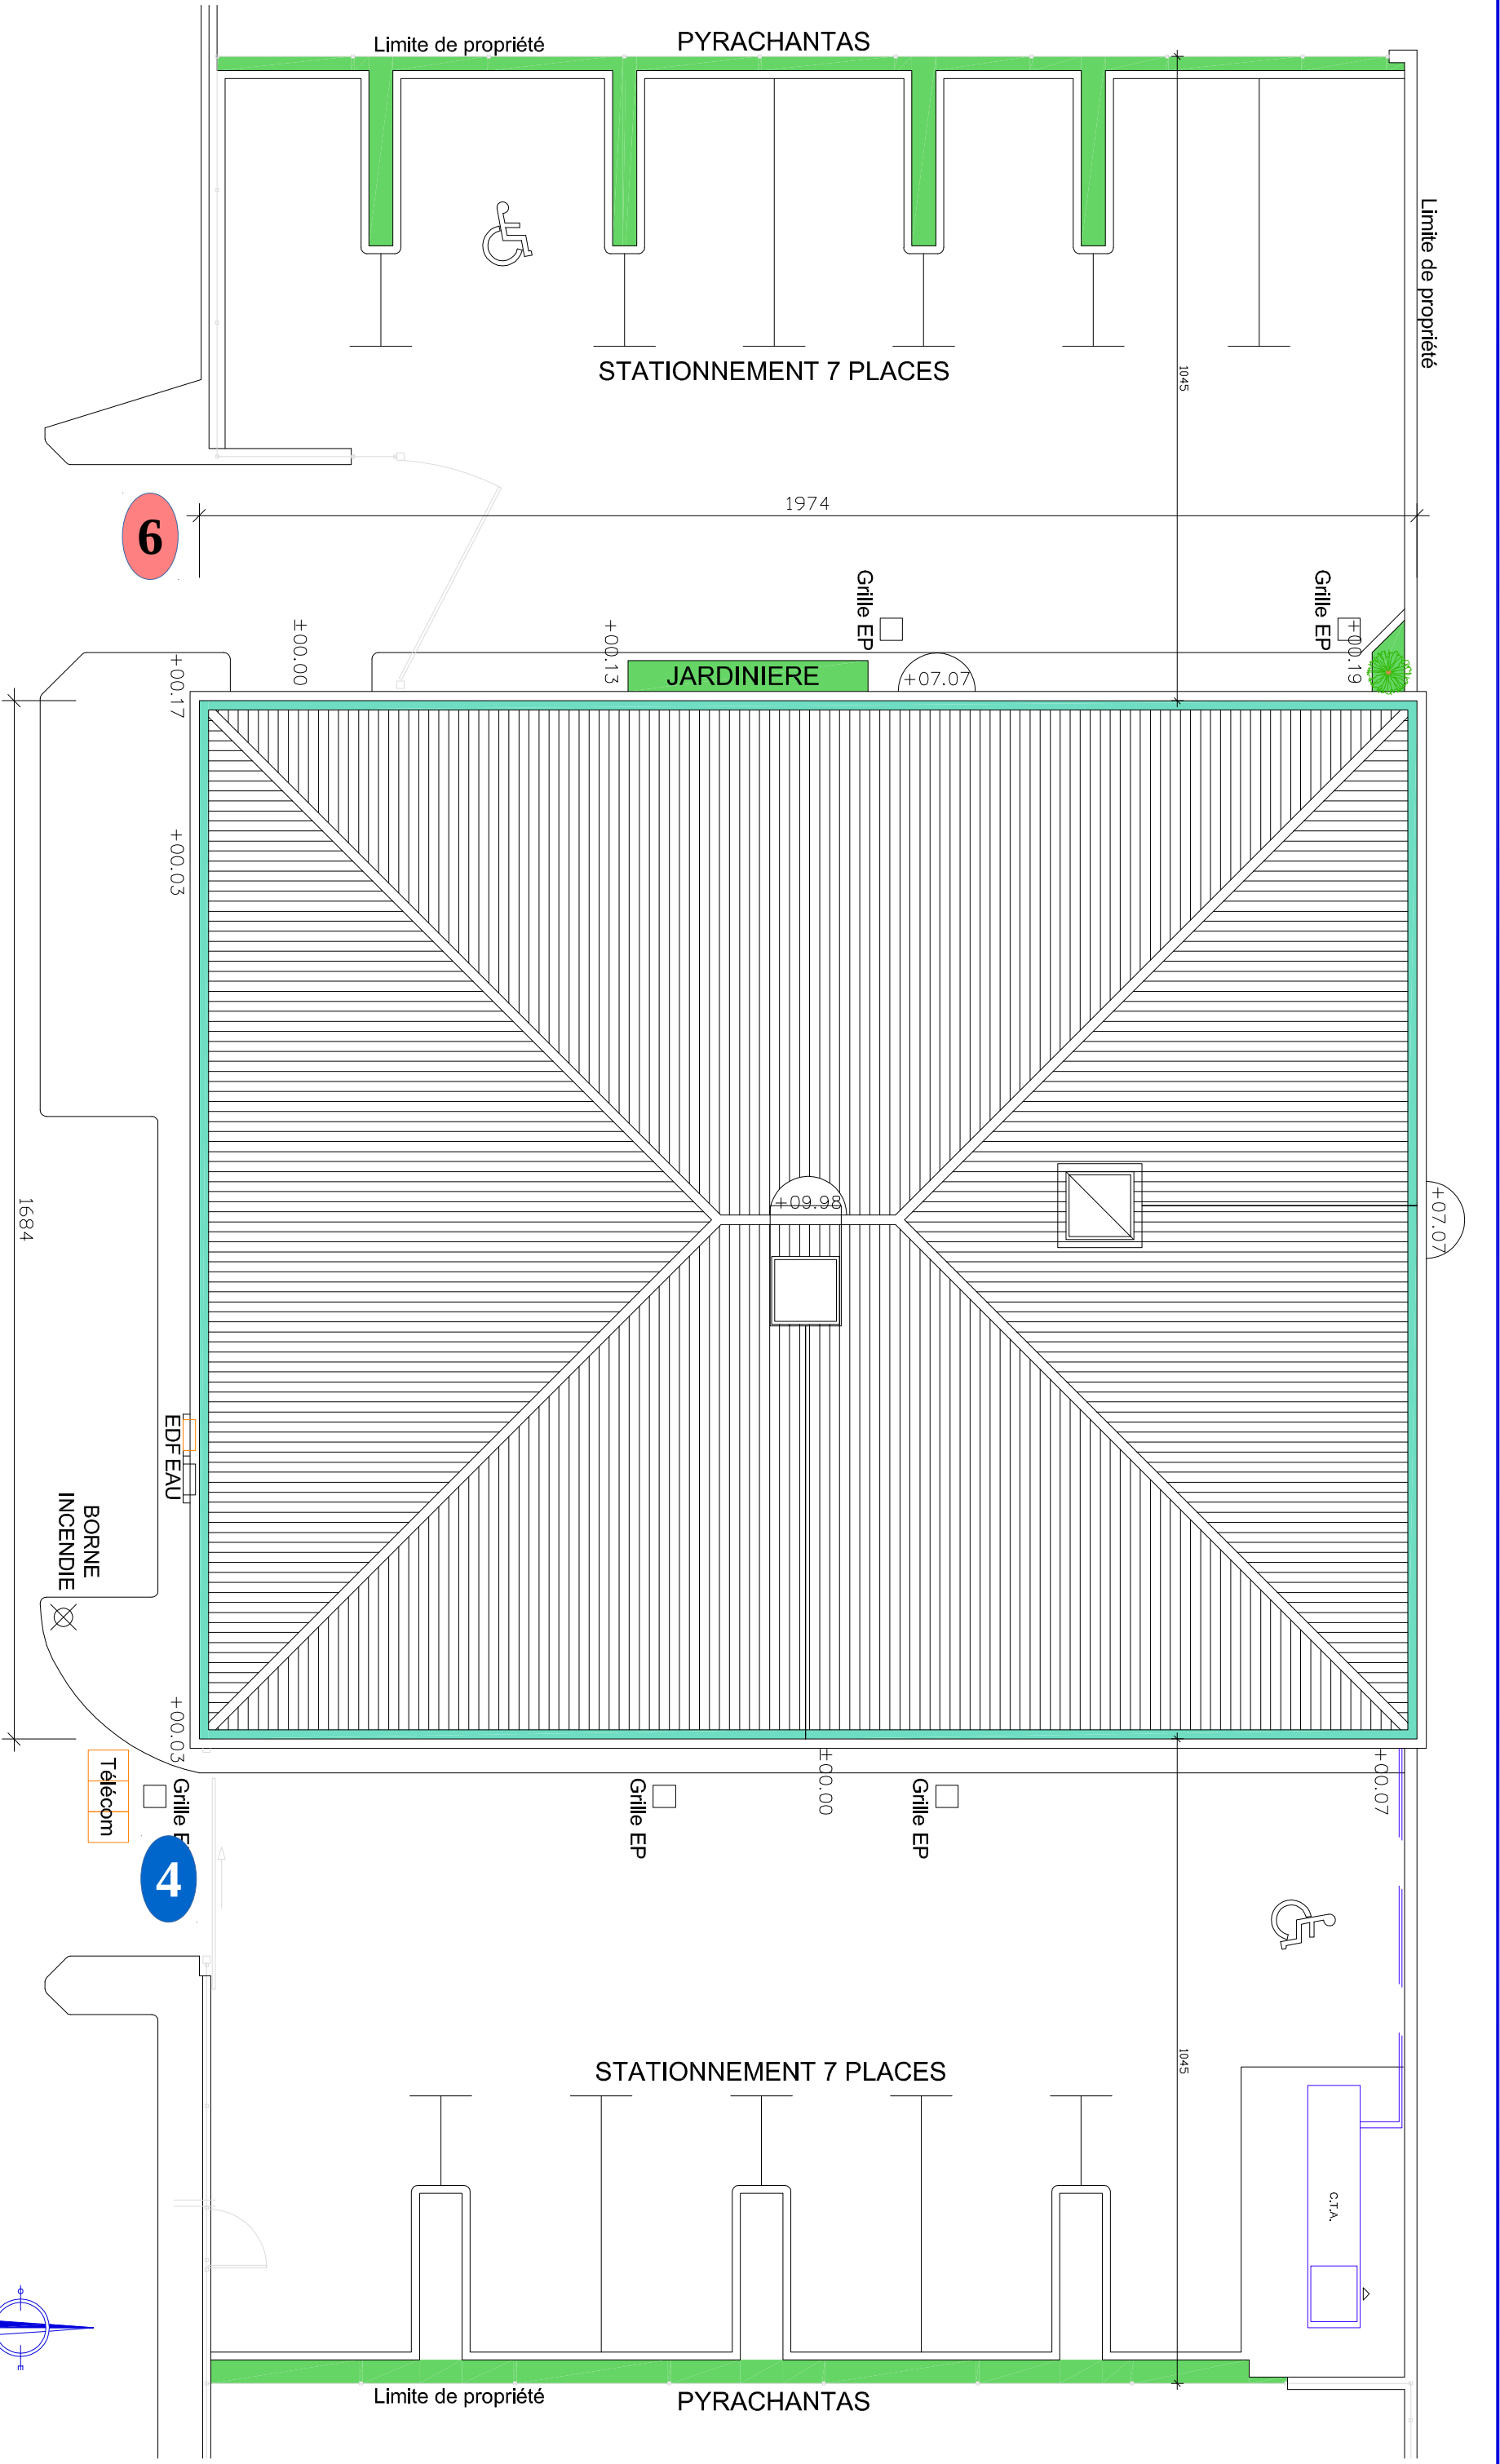 Limite de propriété
PYRACHANTAS
Limite de propriété
STATIONNEMENT 7 PLACES
1045
1974
6
Grille EP
Grille EP
±00.00
+00.13
+00.19
+00.17
JARDINIERE
+07.07
+00.03
+09.98
+07.07
1684
EDF EAU
BORNE
INCENDIE
+00.03
±00.00
+00.07
Télécom
Grille E
Grille EP
Grille EP
4
STATIONNEMENT 7 PLACES
1045
C.T.A.
Limite de propriété
PYRACHANTAS